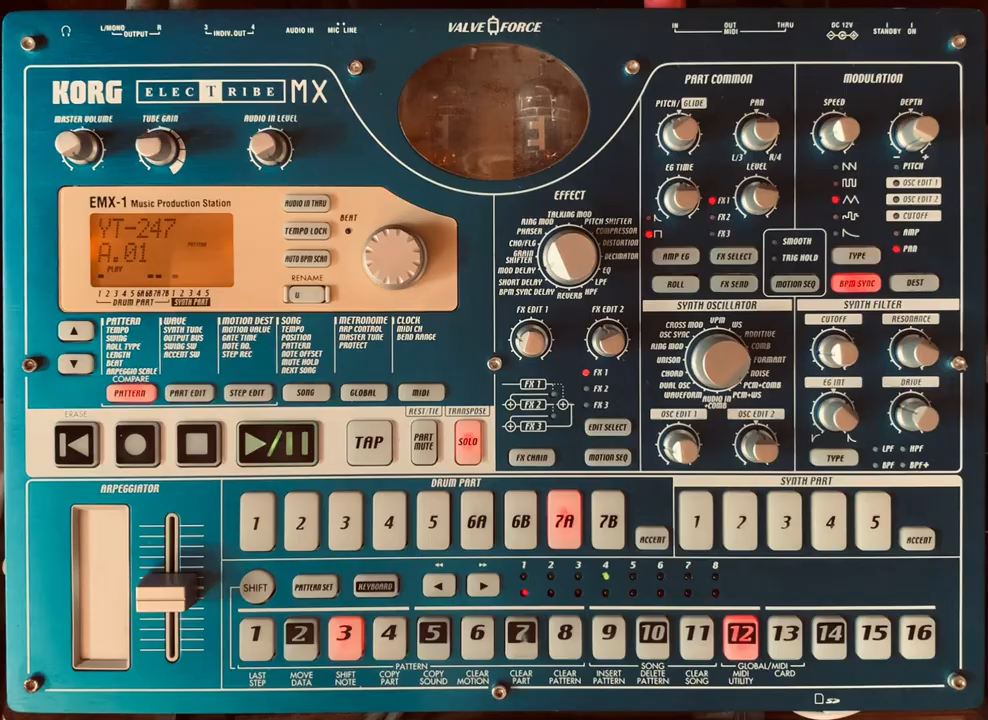 VALVE FORCE
L/MONO OUTPUT R
3 INDIV.OUT 4
AUDIO IN
MIC LINE
IN OUT THRU
MIDI
DC 12V
STANDBY ON
KORG ELECTRIBE MX
MASTER VOLUME
TUBE GAIN
AUDIO IN LEVEL
EMX-1 Music Production Station
YT-247
A.01
PLAY
PATTERN
1 2 3 4 5 6A 6B 7A 7B 1 2 3 4 5
DRUM PART SYNTH PART
AUDIO IN THRU
TEMPO LOCK
AUTO BPM SCAN
RENAME
BEAT
PATTERN
TEMPO
SWING
ROLL TYPE
LENGTH
BEAT
ARPEGGIO SCALE
WAVE
SYNTH TUNE
OUTPUT BUS
SWING SW
ACCENT SW
MOTION DEST
MOTION VALUE
GATE TIME
NOTE NO.
STEP REC
SONG
TEMPO
POSITION
PATTERN
NOTE OFFSET
MUTE HOLD
NEXT SONG
METRONOME
ARP CONTROL
MASTER TUNE
PROTECT
CLOCK
MIDI CH
BEND RANGE
COMPARE
PATTERN
PART EDIT
STEP EDIT
SONG
GLOBAL
MIDI
ERASE
REST/TIE
TRANSPOSE
TAP
PART MUTE
SOLO
EFFECT
TALKING MOD
RING MOD
PITCH SHIFTER
PHASER
COMPRESSOR
CHO/FLG
DISTORTION
GRAIN SHIFTER
DECIMATOR
MOD DELAY
EQ
SHORT DELAY
LPF
BPM SYNC DELAY
HPF
REVERB
FX EDIT 1
FX EDIT 2
FX 1
FX 2
FX 3
FX 1
FX 2
FX 3
EDIT SELECT
FX CHAIN
MOTION SEQ
PART COMMON
PITCH/GLIDE
PAN
L/3 R/4
EG TIME
LEVEL
FX 1
FX 2
FX 3
AMP EG
FX SELECT
ROLL
FX SEND
SMOOTH
TRIG HOLD
MOTION SEQ
MODULATION
SPEED
DEPTH
- +
PITCH
OSC EDIT 1
OSC EDIT 2
CUTOFF
AMP
PAN
TYPE
BPM SYNC
DEST
SYNTH OSCILLATOR
VPM
CROSS MOD
WS
OSC SYNC
ADDITIVE
RING MOD
COMB
UNISON
FORMANT
CHORD
NOISE
DUAL OSC
PCM+COMB
WAVEFORM
PCM+WS
AUDIO IN
+COMB
OSC EDIT 1
OSC EDIT 2
SYNTH FILTER
CUTOFF
RESONANCE
EG INT
DRIVE
TYPE
LPF
HPF
BPF
BPF+
ARPEGGIATOR
DRUM PART
1 2 3 4 5 6A 6B 7A 7B
ACCENT
SYNTH PART
1 2 3 4 5
ACCENT
SHIFT
PATTERN SET
KEYBOARD
1 2 3 4 5 6 7 8
1 2 3 4 5 6 7 8 9 10 11 12 13 14 15 16
PATTERN
SONG
GLOBAL/MIDI
LAST STEP
MOVE DATA
SHIFT NOTE
COPY PART
COPY SOUND
CLEAR MOTION
CLEAR PART
CLEAR PATTERN
INSERT PATTERN
DELETE PATTERN
CLEAR SONG
MIDI UTILITY
CARD
SD